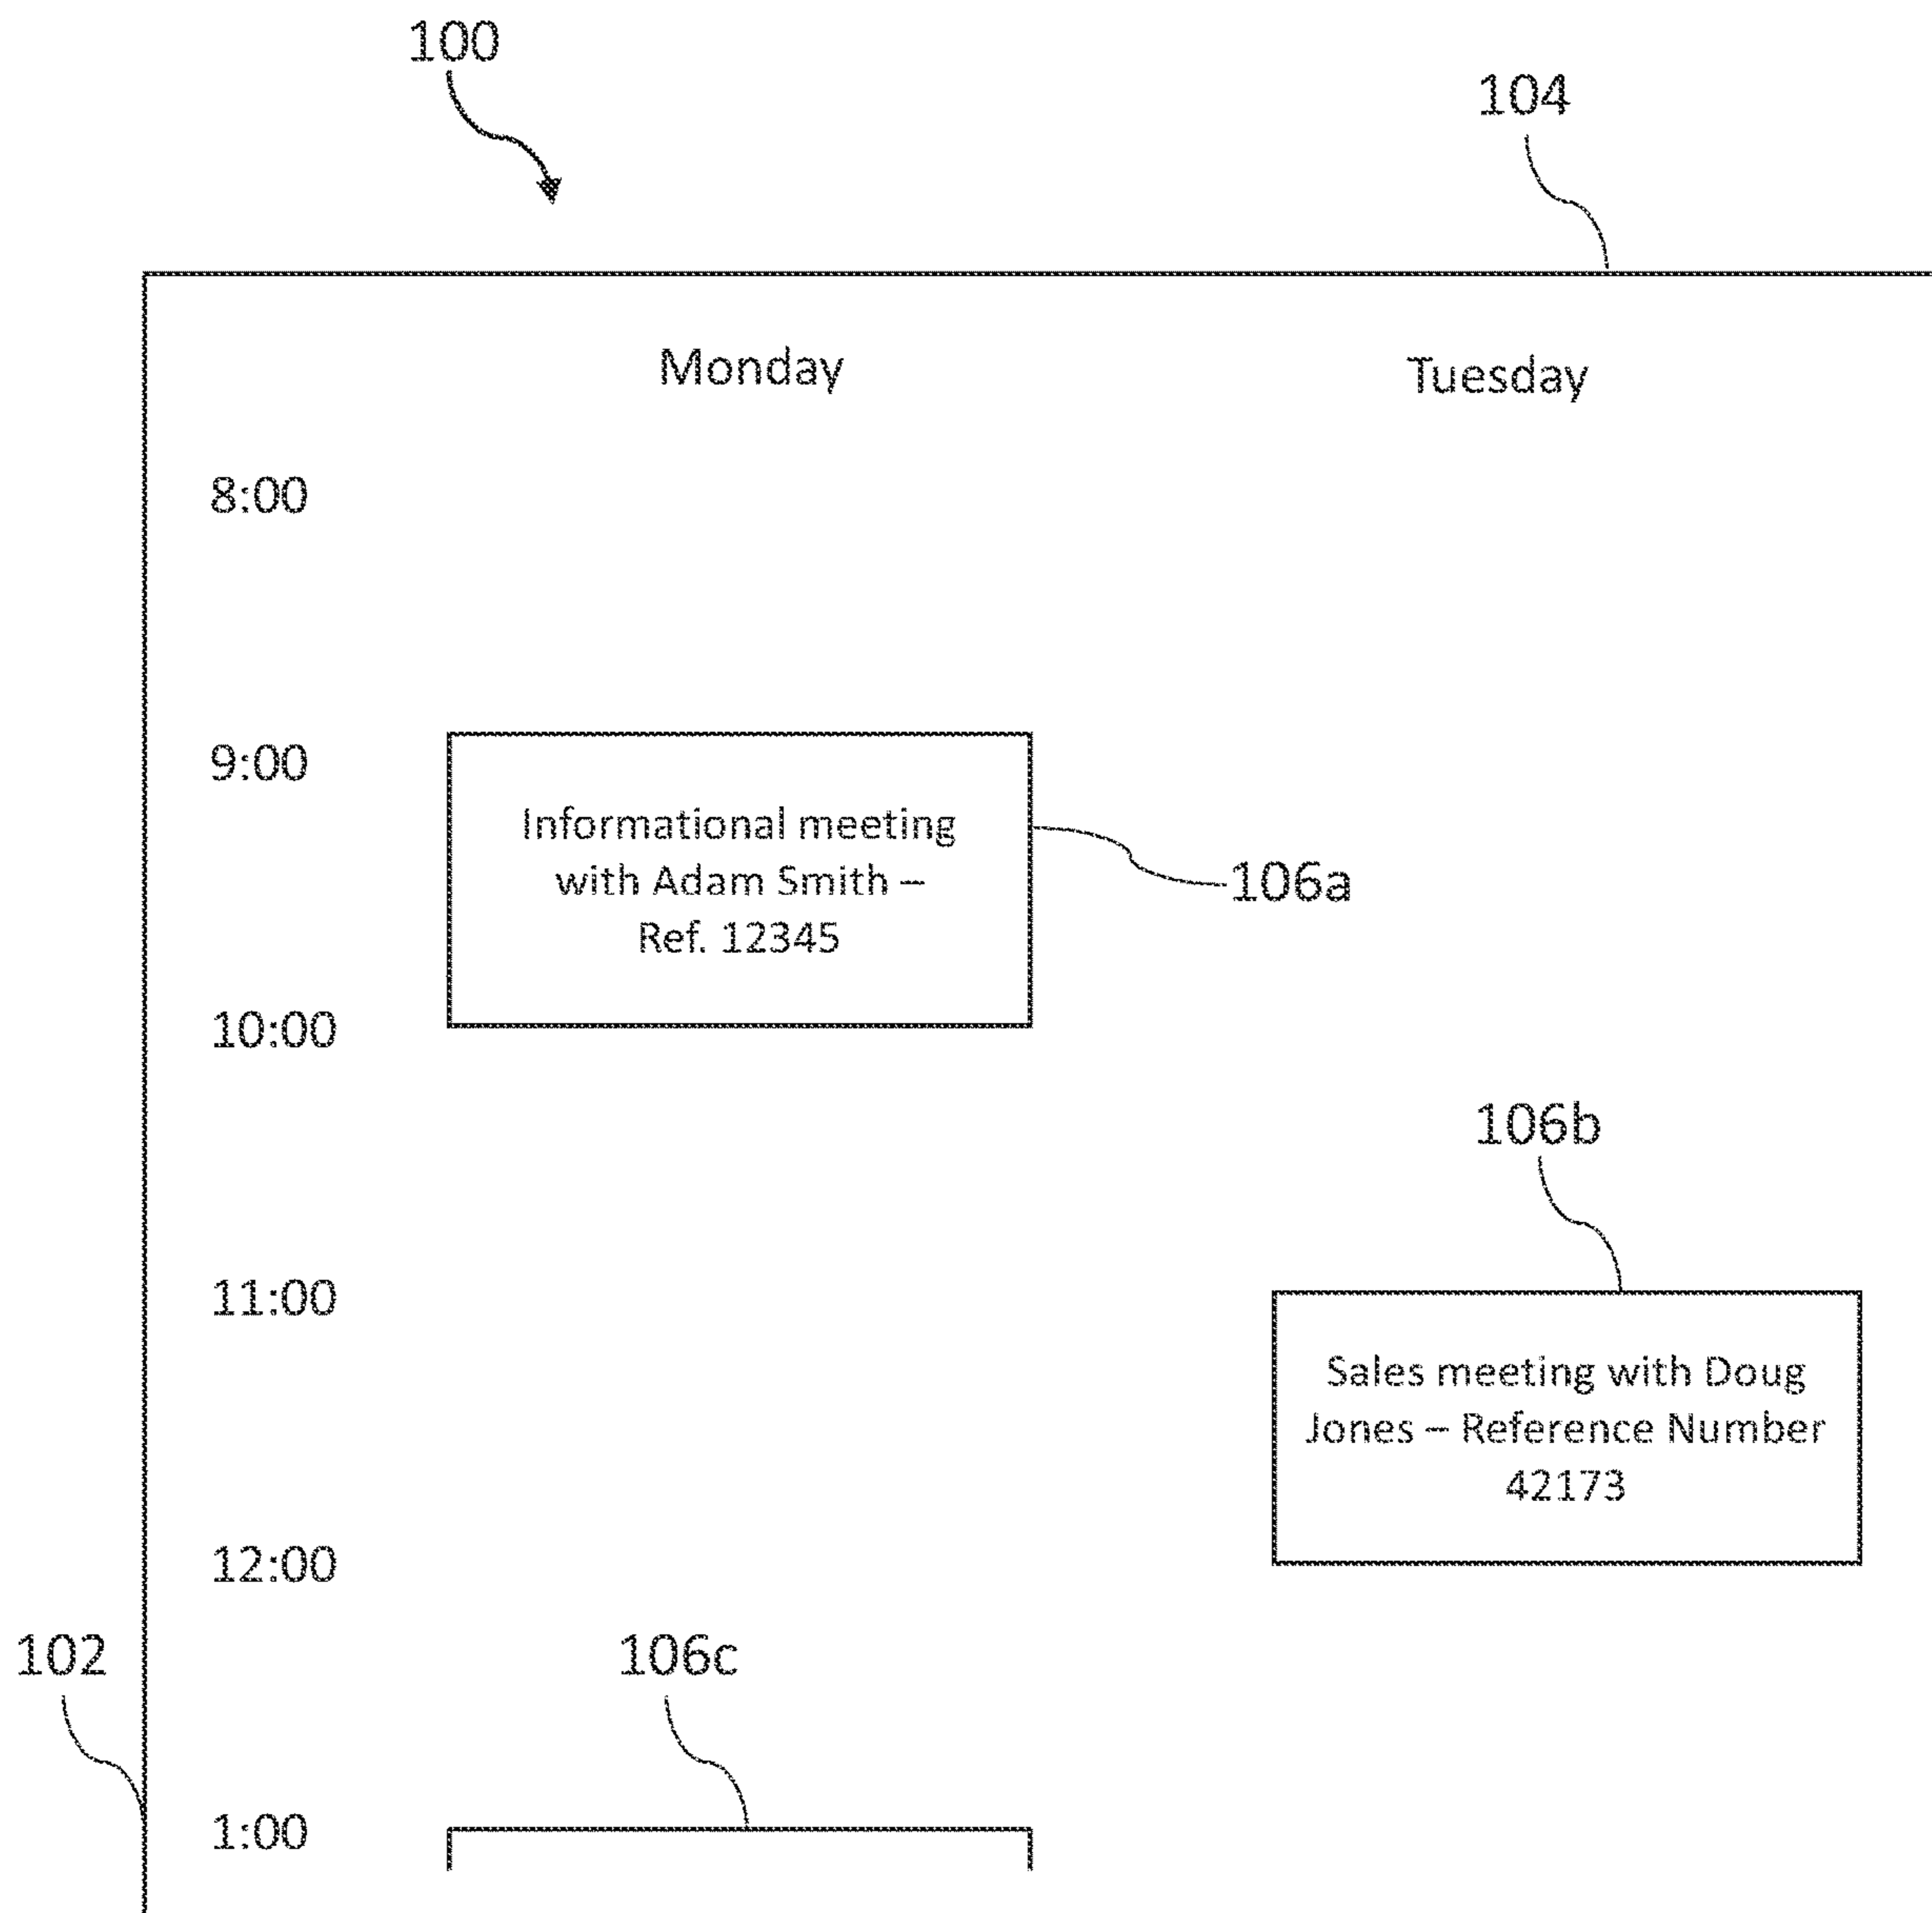 100
104
Monday
Tuesday
8:00
9:00
Informational meeting
with Adam Smith –
Ref. 12345
106a
10:00
106b
11:00
Sales meeting with Doug
Jones – Reference Number
42173
12:00
102
106c
1:00